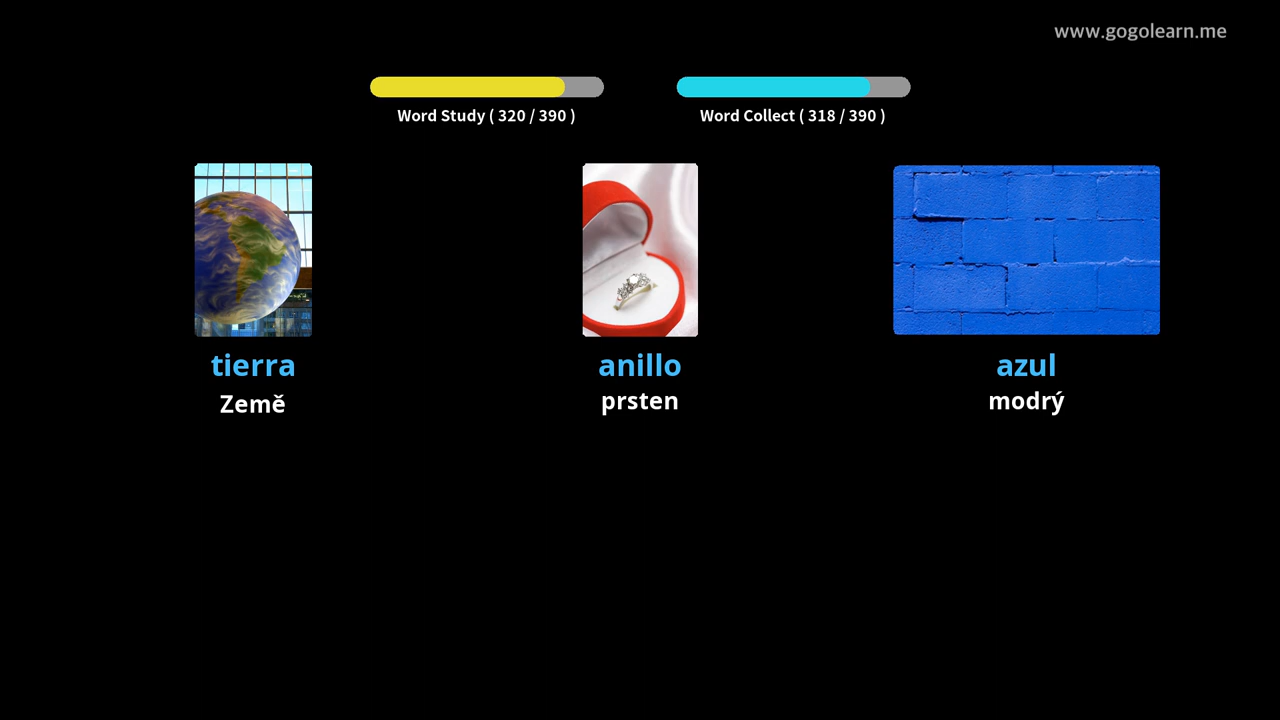 www.gogolearn.me
Word Study ( 320 / 390 )
Word Collect ( 318 / 390 )
tierra
Země
anillo
prsten
azul
modrý